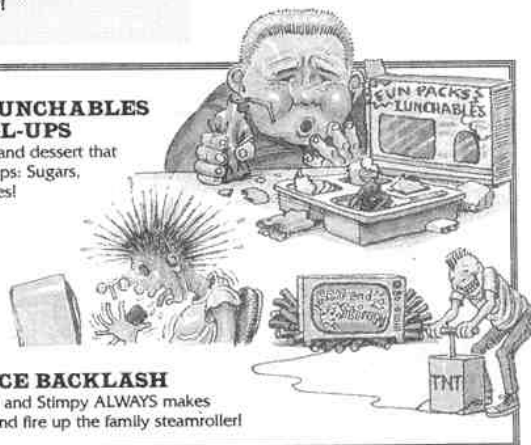 !
UNCHABLES
L-UPS
and dessert that
ps: Sugars,
es!
FUN PACKS
LUNCHABLES
Ren and
Stimpy
TNT
CE BACKLASH
and Stimpy ALWAYS makes
nd fire up the family steamroller!